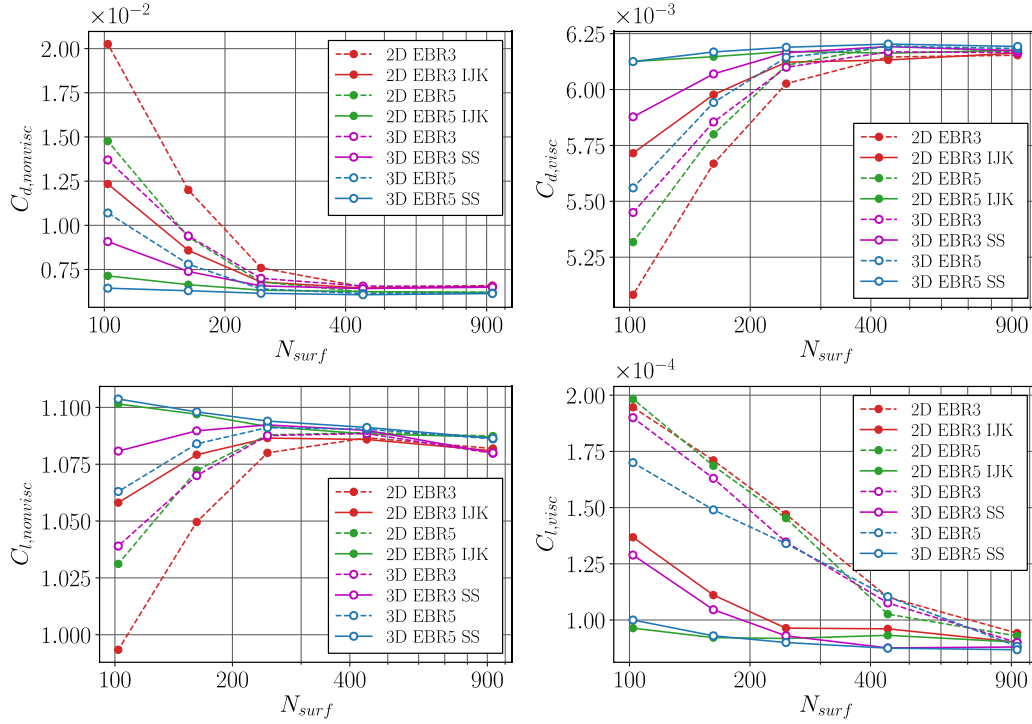 ×10⁻²
2.00
1.75
1.50
1.25
1.00
0.75
C_{d,nonvisc}
100
200
400
900
N_{surf}
2D EBR3
2D EBR3 IJK
2D EBR5
2D EBR5 IJK
3D EBR3
3D EBR3 SS
3D EBR5
3D EBR5 SS
×10⁻³
6.25
6.00
5.75
5.50
5.25
C_{d,visc}
100
200
400
900
N_{surf}
2D EBR3
2D EBR3 IJK
2D EBR5
2D EBR5 IJK
3D EBR3
3D EBR3 SS
3D EBR5
3D EBR5 SS
1.100
1.075
1.050
1.025
1.000
C_{l,nonvisc}
100
200
400
900
N_{surf}
2D EBR3
2D EBR3 IJK
2D EBR5
2D EBR5 IJK
3D EBR3
3D EBR3 SS
3D EBR5
3D EBR5 SS
×10⁻⁴
2.00
1.75
1.50
1.25
1.00
C_{l,visc}
100
200
400
900
N_{surf}
2D EBR3
2D EBR3 IJK
2D EBR5
2D EBR5 IJK
3D EBR3
3D EBR3 SS
3D EBR5
3D EBR5 SS